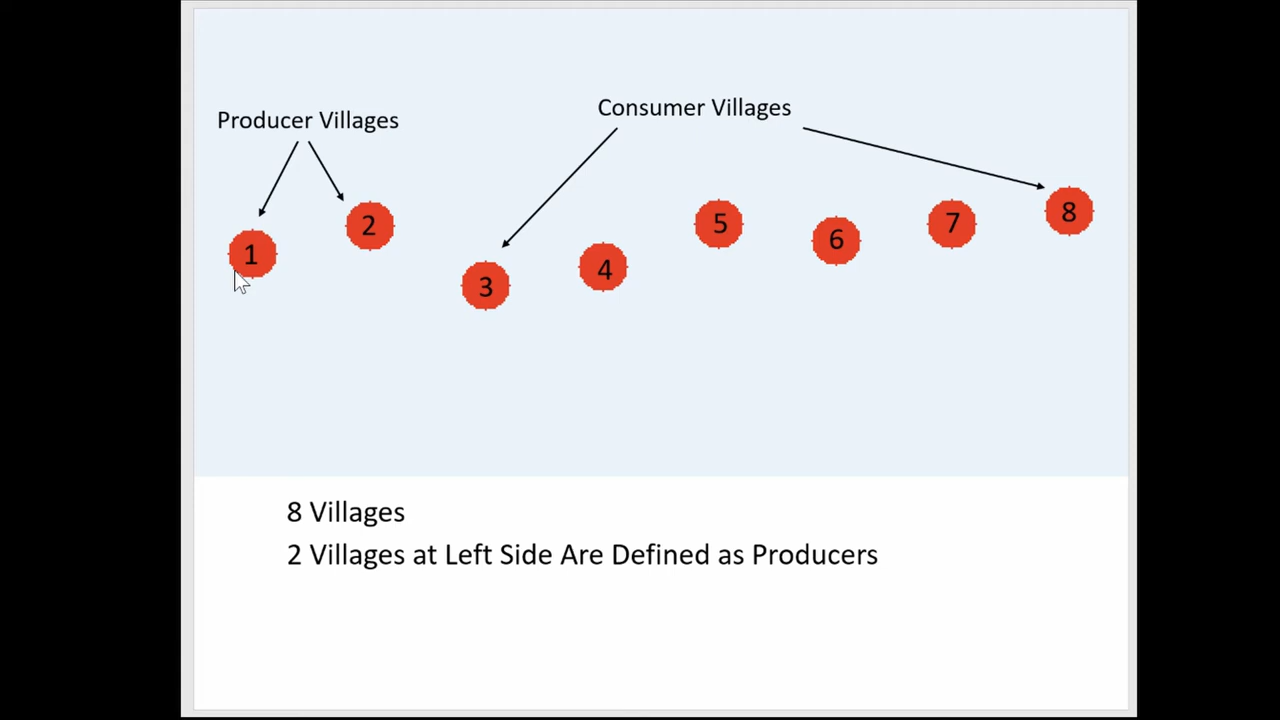 Producer Villages
Consumer Villages
1
2
3
4
5
6
7
8
8 Villages
2 Villages at Left Side Are Defined as Producers